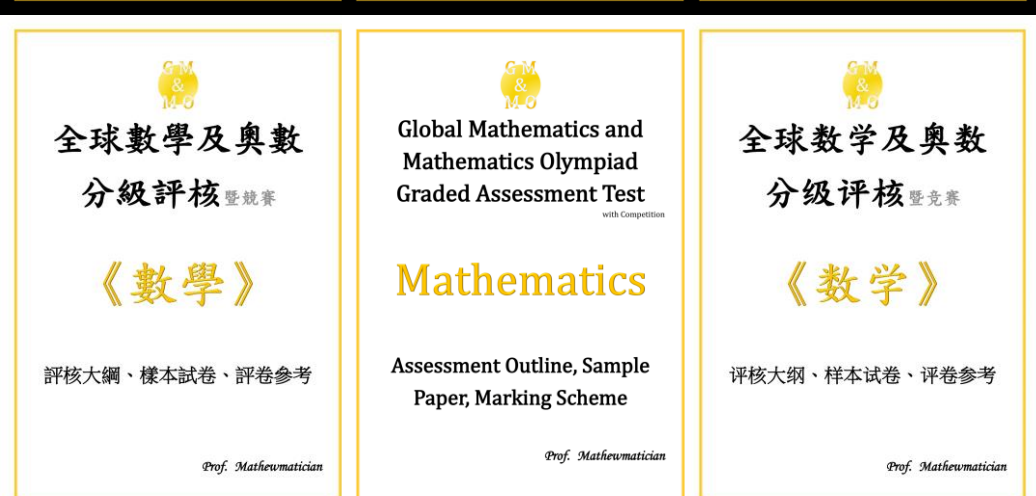 GM
&
MO
全球數學及奧數
分級評核暨競賽
《數學》
評核大綱、樣本試卷、評卷參考
Prof. Mathewmatician
GM
&
MO
Global Mathematics and
Mathematics Olympiad
Graded Assessment Test
with Competition
Mathematics
Assessment Outline, Sample
Paper, Marking Scheme
Prof. Mathewmatician
GM
&
MO
全球数学及奥数
分级评核暨竞赛
《数学》
评核大纲、样本试卷、评卷参考
Prof. Mathewmatician